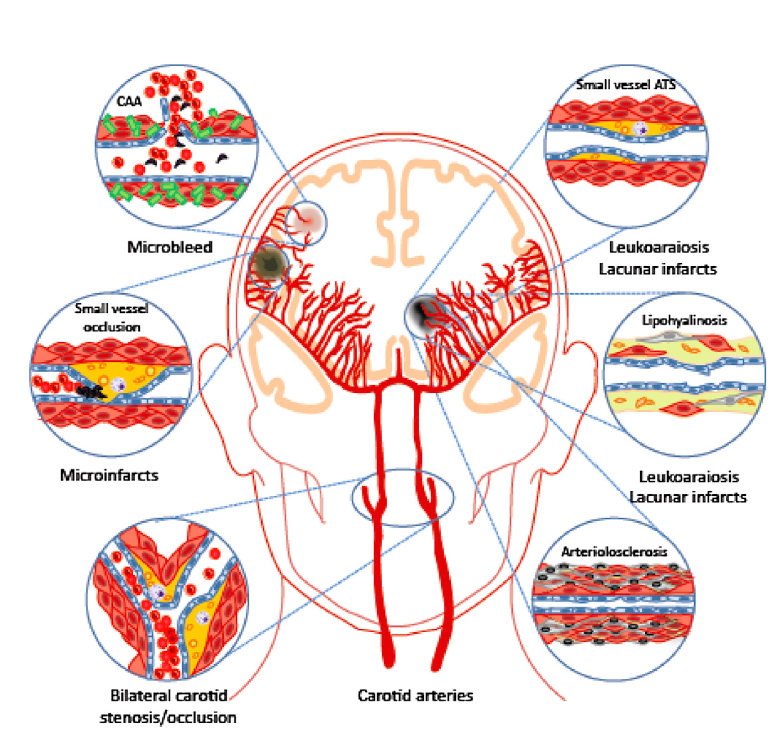 CAA
Microbleed
Small vessel ATS
Leukoaraiosis
Lacunar infarcts
Small vessel
occlusion
Microinfarcts
Lipohyalinosis
Leukoaraiosis
Lacunar infarcts
Bilateral carotid
stenosis/occlusion
Carotid arteries
Arteriolosclerosis